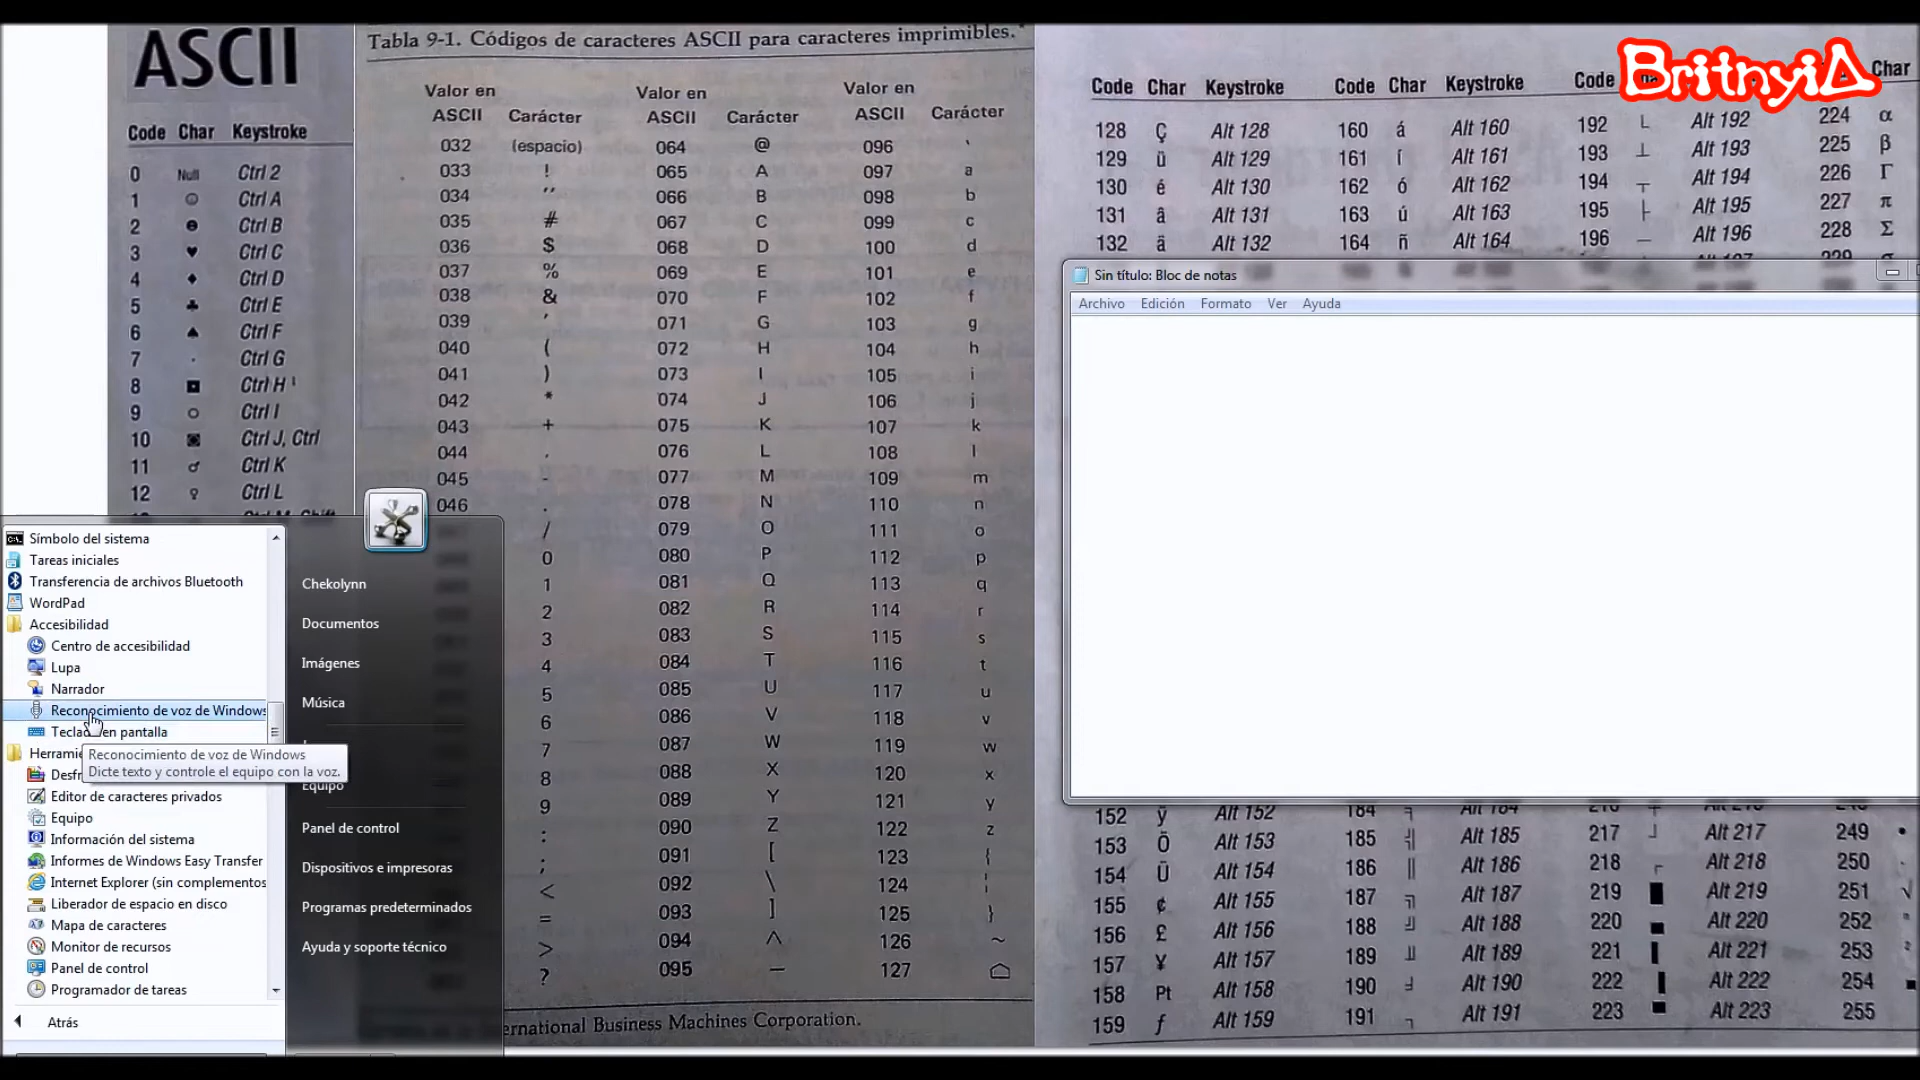 ASCII
Code Char Keystroke
0 Null Ctrl 2
1 ☺ Ctrl A
2 ☻ Ctrl B
3 ♥ Ctrl C
4 ♦ Ctrl D
5 ♣ Ctrl E
6 ♠ Ctrl F
7 · Ctrl G
8 ◘ Ctrl H
9 ○ Ctrl I
10 ◙ Ctrl J, Ctrl
11 ♂ Ctrl K
12 ♀ Ctrl L
Tabla 9-1. Códigos de caracteres ASCII para caracteres imprimibles.
Valor en Valor en Valor en
ASCII Carácter ASCII Carácter ASCII Carácter
032 (espacio) 064 @ 096 `
033 ! 065 A 097 a
034 '' 066 B 098 b
035 # 067 C 099 c
036 $ 068 D 100 d
037 % 069 E 101 e
038 & 070 F 102 f
039 ' 071 G 103 g
040 ( 072 H 104 h
041 ) 073 I 105 i
042 * 074 J 106 j
043 + 075 K 107 k
044 , 076 L 108 l
045 - 077 M 109 m
046 . 078 N 110 n
/ 079 O 111 o
0 080 P 112 p
1 081 Q 113 q
2 082 R 114 r
3 083 S 115 s
4 084 T 116 t
5 085 U 117 u
6 086 V 118 v
7 087 W 119 w
8 088 X 120 x
9 089 Y 121 y
: 090 Z 122 z
; 091 [ 123 {
< 092 \ 124 ¦
= 093 ] 125 }
> 094 ^ 126 ~
? 095 — 127 ⌂
International Business Machines Corporation.
BritnyiΔ
Code Char Keystroke Code Char Keystroke Code Char
128 Ç Alt 128 160 á Alt 160 192 └ Alt 192 224 α
129 ü Alt 129 161 í Alt 161 193 ┴ Alt 193 225 β
130 é Alt 130 162 ó Alt 162 194 ┬ Alt 194 226 Γ
131 â Alt 131 163 ú Alt 163 195 ├ Alt 195 227 π
132 ä Alt 132 164 ñ Alt 164 196 ─ Alt 196 228 Σ
Sin título: Bloc de notas
Archivo Edición Formato Ver Ayuda
152 ÿ Alt 152 184 ╕ Alt 184
153 Ö Alt 153 185 ╣ Alt 185 217 ┘ Alt 217 249 •
154 Ü Alt 154 186 ║ Alt 186 218 ┌ Alt 218 250
155 ¢ Alt 155 187 ╗ Alt 187 219 █ Alt 219 251 √
156 £ Alt 156 188 ╝ Alt 188 220 ▄ Alt 220 252
157 ¥ Alt 157 189 ╜ Alt 189 221 ▌ Alt 221 253
158 Pt Alt 158 190 ╛ Alt 190 222 ▐ Alt 222 254 ■
159 ƒ Alt 159 191 ┐ Alt 191 223 ▀ Alt 223 255
Símbolo del sistema
Tareas iniciales
Transferencia de archivos Bluetooth
WordPad
Accesibilidad
Centro de accesibilidad
Lupa
Narrador
Reconocimiento de voz de Windows
en pantalla
Reconocimiento de voz de Windows
Dicte texto y controle el equipo con la voz.
Editor de caracteres privados
Equipo
Información del sistema
Informes de Windows Easy Transfer
Internet Explorer (sin complementos
Liberador de espacio en disco
Mapa de caracteres
Monitor de recursos
Panel de control
Programador de tareas
Atrás
Chekolynn
Documentos
Imágenes
Música
Equipo
Panel de control
Dispositivos e impresoras
Programas predeterminados
Ayuda y soporte técnico